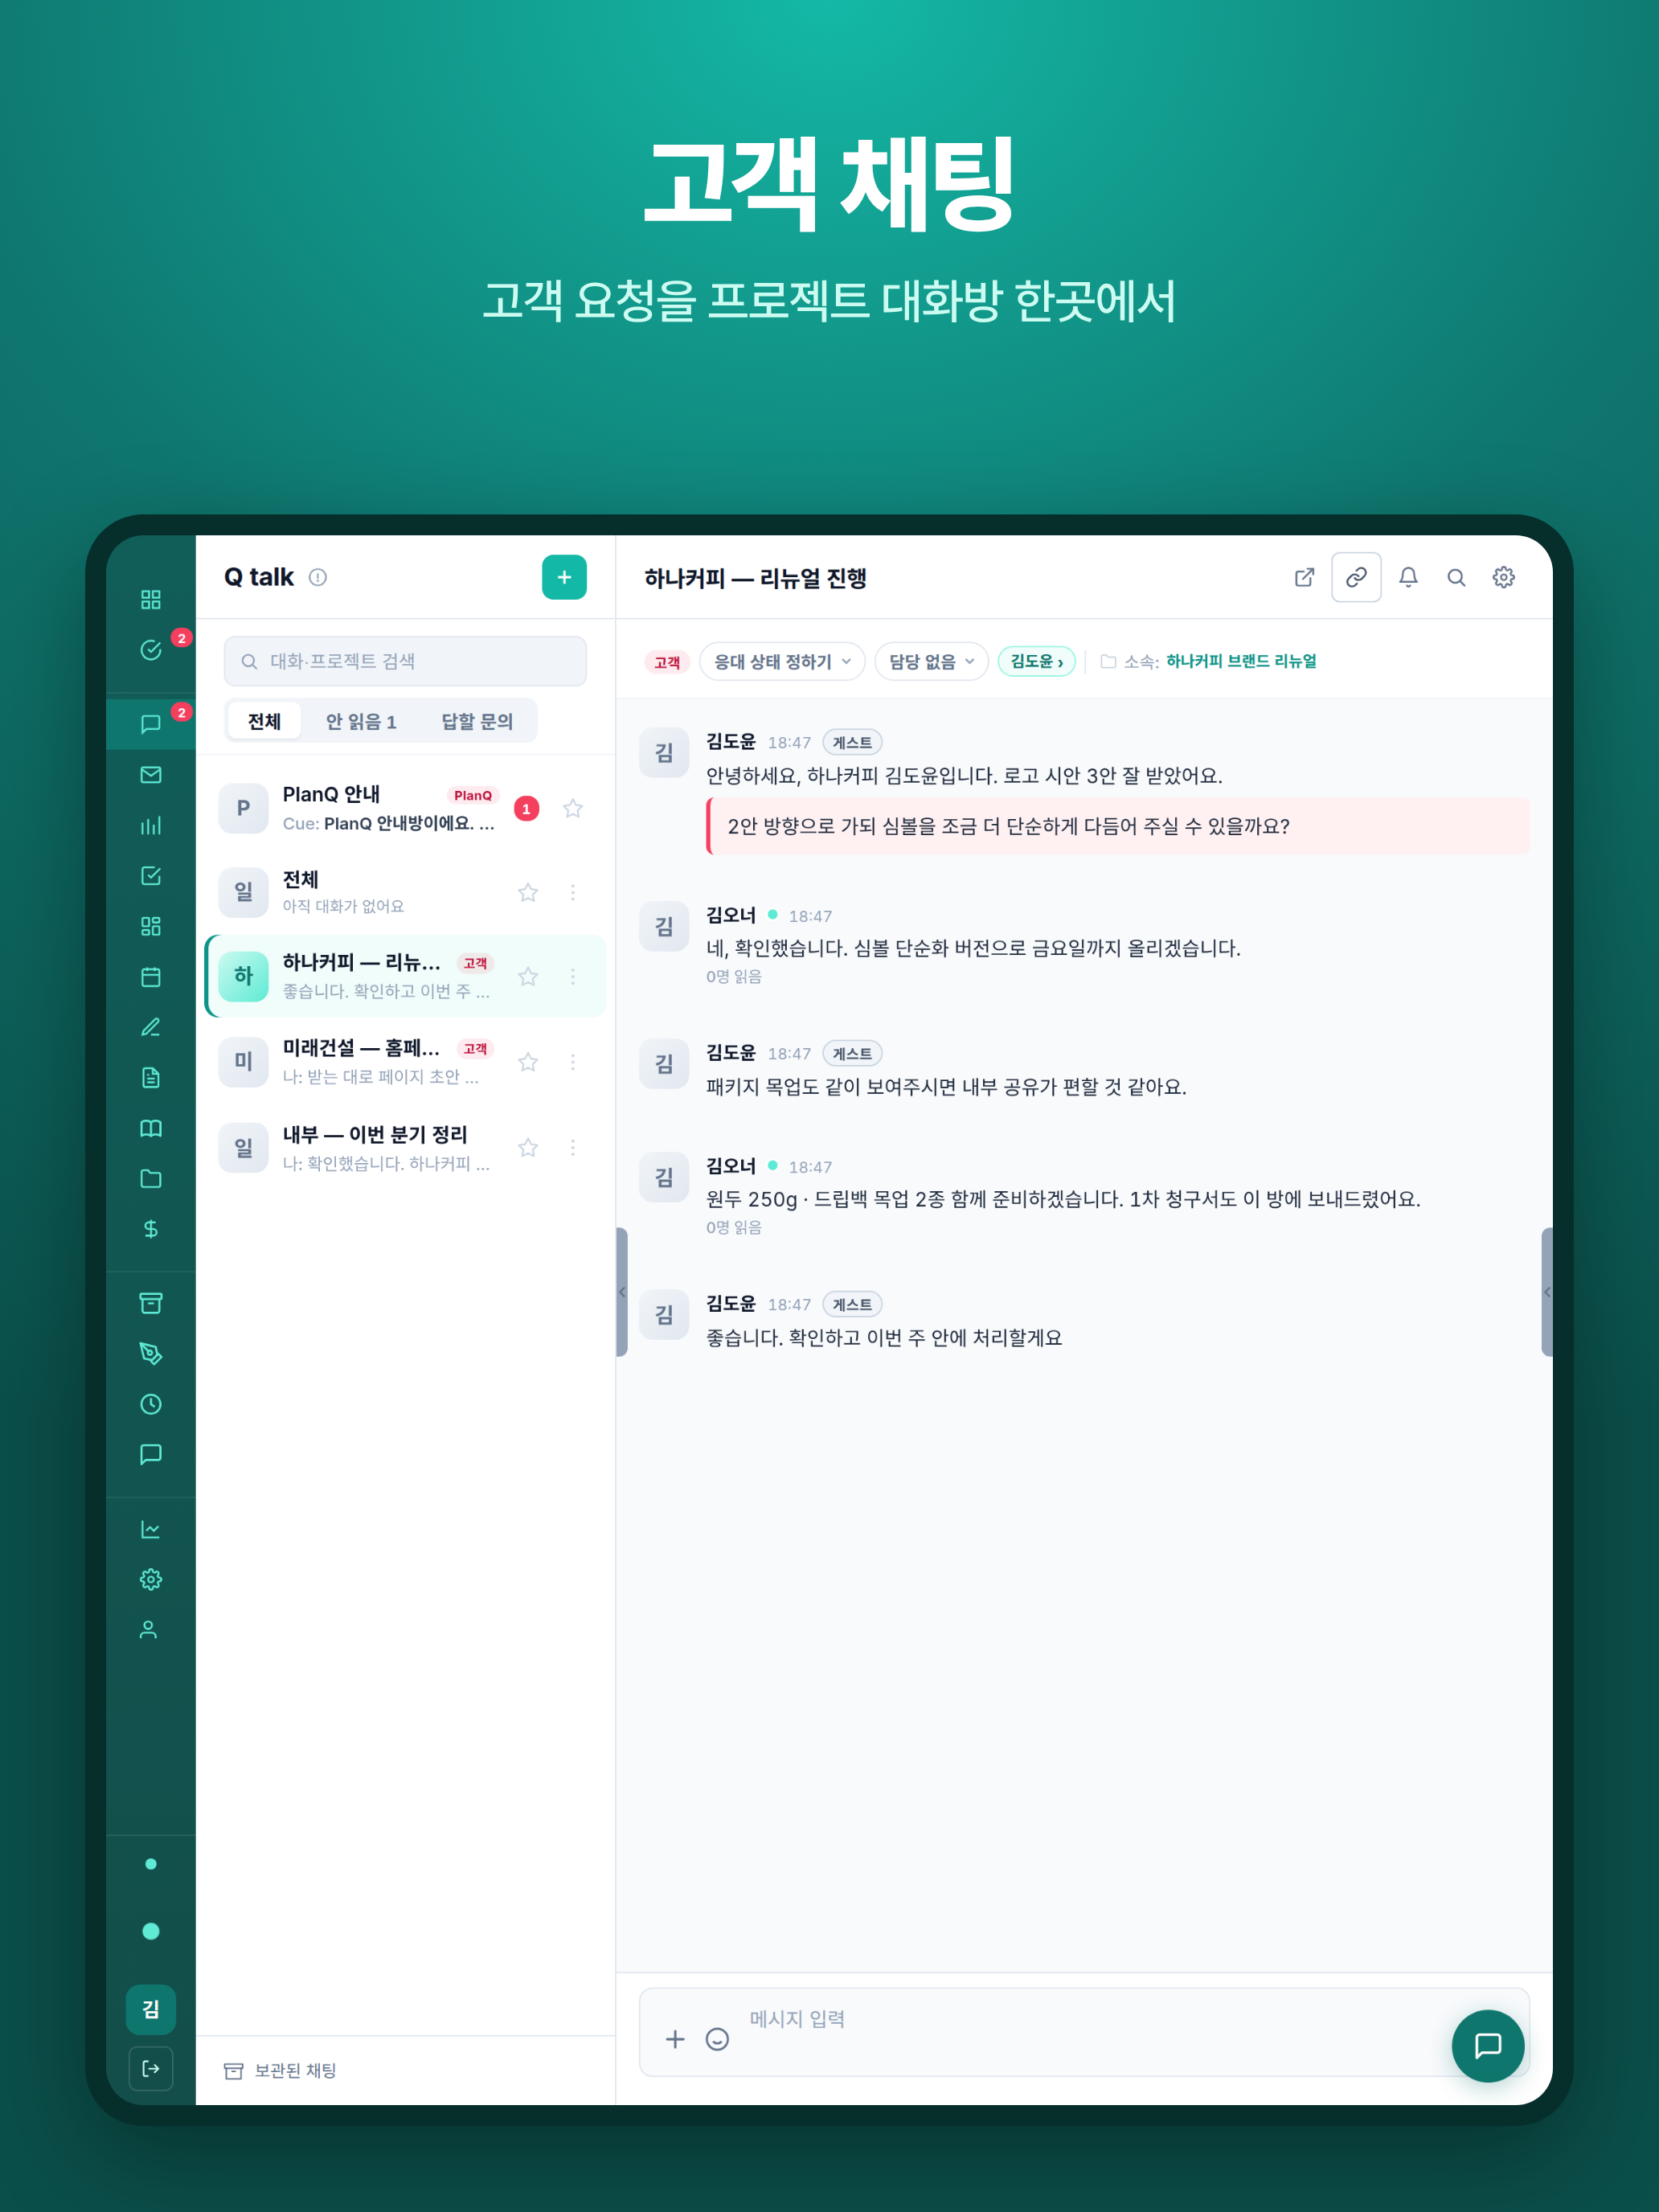 고객 채팅
고객 요청을 프로젝트 대화방 한곳에서
2
2
김
Q talk
대화·프로젝트 검색
전체 안 읽음 1 답할 문의
P
PlanQ 안내 PlanQ
Cue: PlanQ 안내방이에요. ...
1
일
전체
아직 대화가 없어요
하
하나커피 — 리뉴... 고객
좋습니다. 확인하고 이번 주 ...
미
미래건설 — 홈페... 고객
나: 받는 대로 페이지 초안 ...
일
내부 — 이번 분기 정리
나: 확인했습니다. 하나커피 ...
보관된 채팅
하나커피 — 리뉴얼 진행
고객 응대 상태 정하기 담당 없음 김도윤 › 소속: 하나커피 브랜드 리뉴얼
김
김도윤 18:47 게스트
안녕하세요, 하나커피 김도윤입니다. 로고 시안 3안 잘 받았어요.
2안 방향으로 가되 심볼을 조금 더 단순하게 다듬어 주실 수 있을까요?
김
김오너 18:47
네, 확인했습니다. 심볼 단순화 버전으로 금요일까지 올리겠습니다.
0명 읽음
김
김도윤 18:47 게스트
패키지 목업도 같이 보여주시면 내부 공유가 편할 것 같아요.
김
김오너 18:47
원두 250g · 드립백 목업 2종 함께 준비하겠습니다. 1차 청구서도 이 방에 보내드렸어요.
0명 읽음
김
김도윤 18:47 게스트
좋습니다. 확인하고 이번 주 안에 처리할게요
메시지 입력